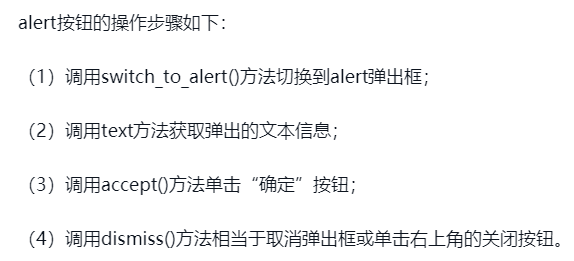 alert按钮的操作步骤如下：
（1）调用switch_to_alert()方法切换到alert弹出框；
（2）调用text方法获取弹出的文本信息；
（3）调用accept()方法单击“确定”按钮；
（4）调用dismiss()方法相当于取消弹出框或单击右上角的关闭按钮。